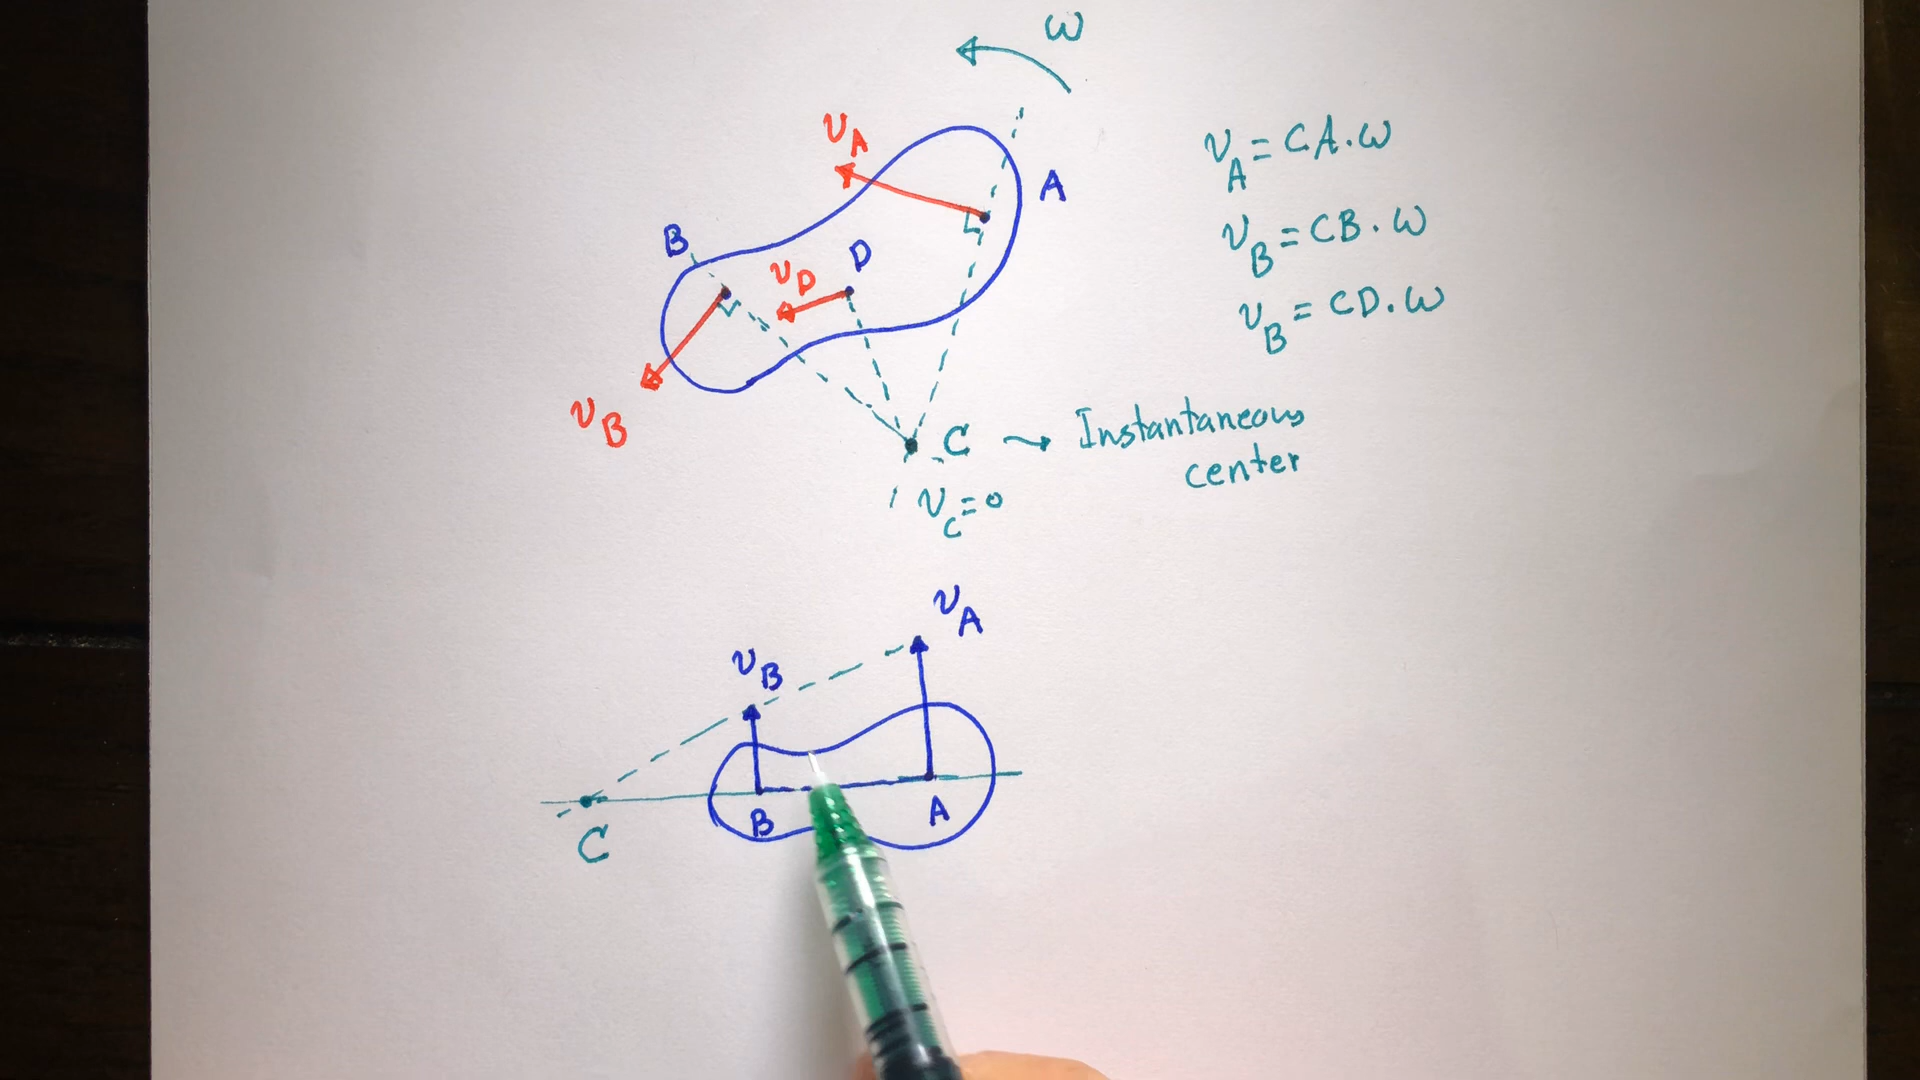 ω
v_A
A
v_A = CA.ω
B
D
v_D
v_B = CB.ω
v_B = CD.ω
v_B
C → Instantaneous
center
v_C = 0
v_A
v_B
B
A
C